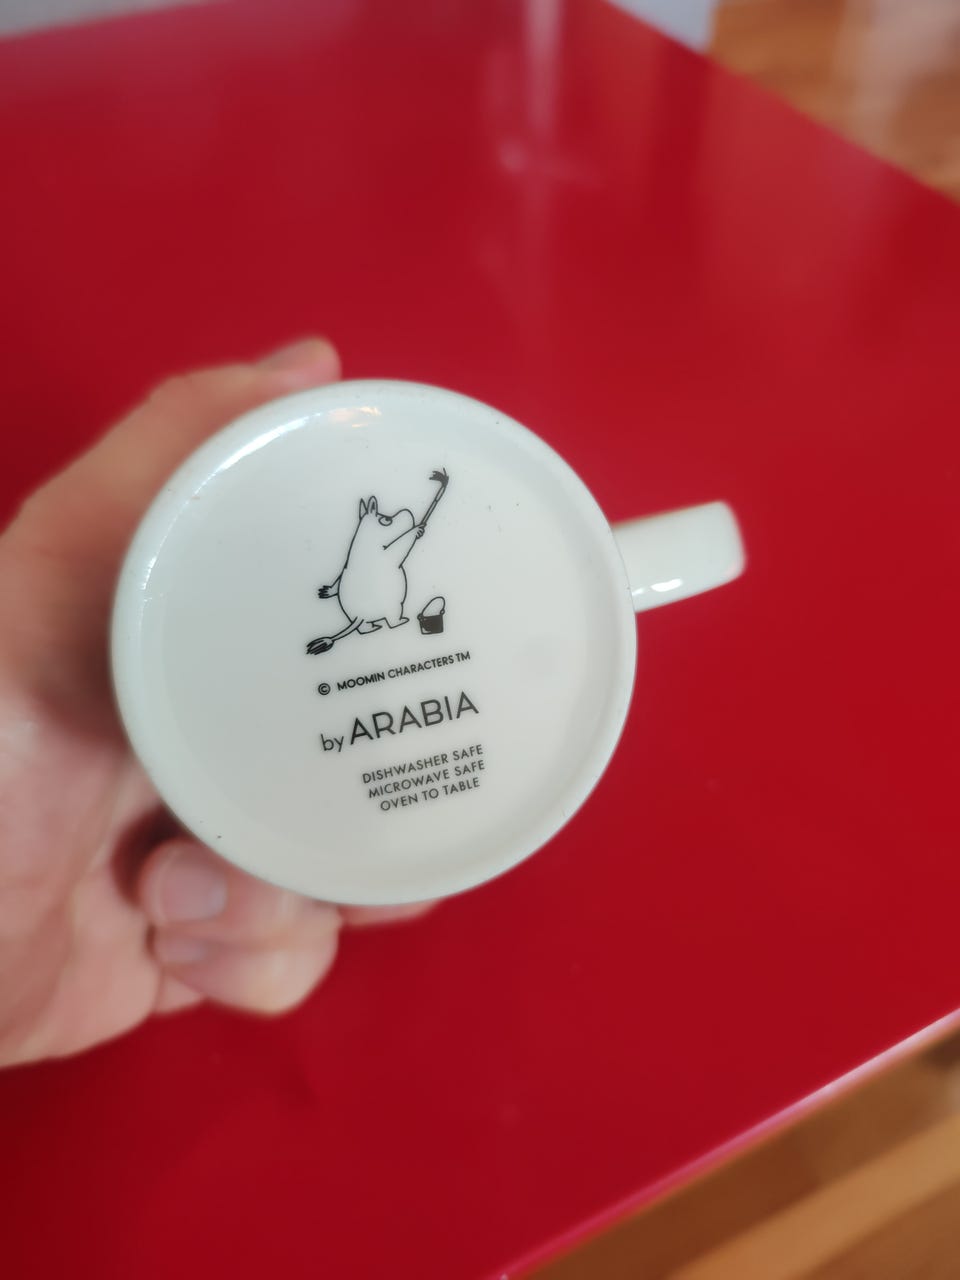 © MOOMIN CHARACTERS TM
by ARABIA
DISHWASHER SAFE
MICROWAVE SAFE
OVEN TO TABLE